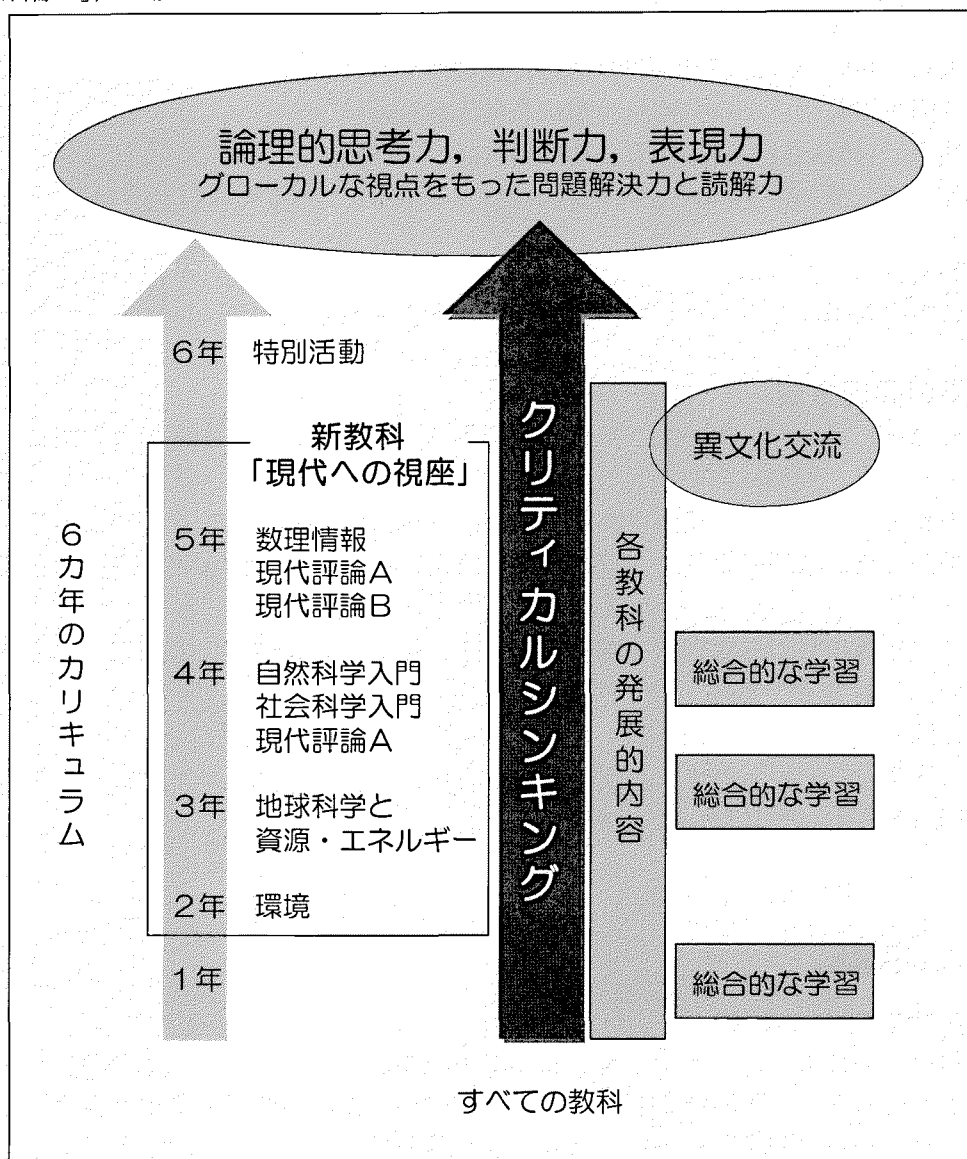 論理的思考力,判断力,表現力
グローカルな視点をもった問題解決力と読解力
6カ年のカリキュラム
6年 特別活動
新教科
「現代への視座」
5年 数理情報
現代評論A
現代評論B
4年 自然科学入門
社会科学入門
現代評論A
3年 地球科学と
資源・エネルギー
2年 環境
1年
クリティカルシンキング
各教科の発展的内容
異文化交流
総合的な学習
総合的な学習
総合的な学習
すべての教科